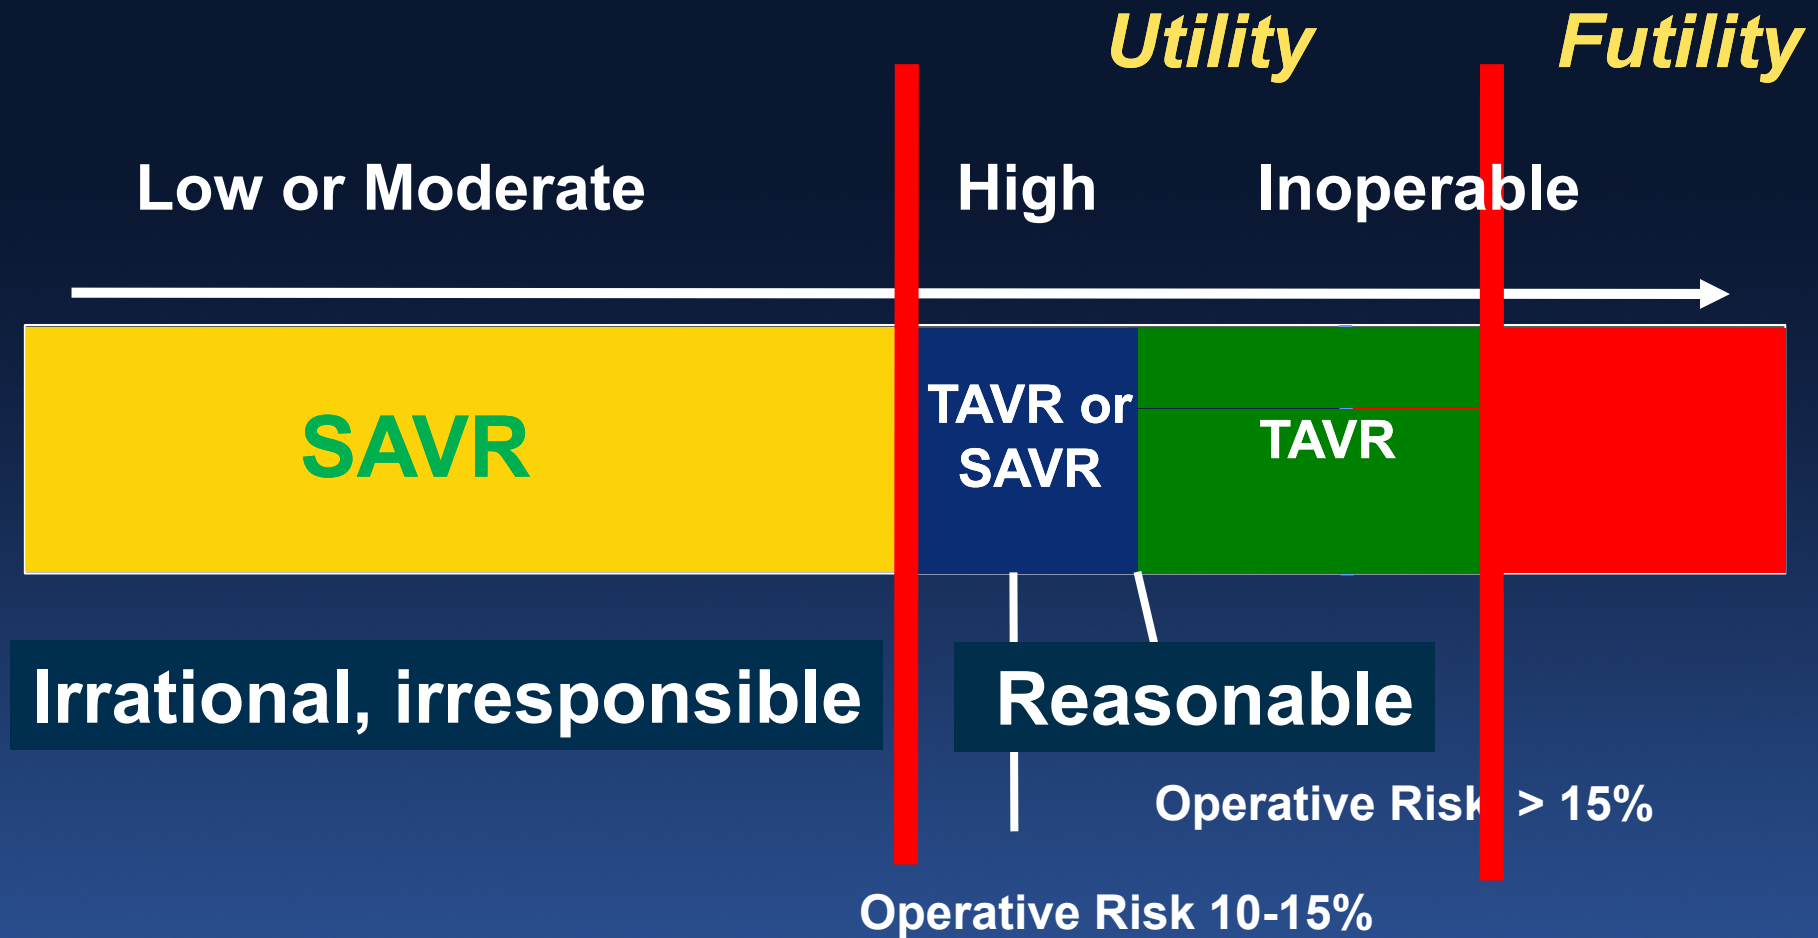 Utility
Futility
Low or Moderate
High
Inoperable
SAVR
TAVR or
SAVR
TAVR
Irrational, irresponsible
Reasonable
Operative Risk > 15%
Operative Risk 10-15%